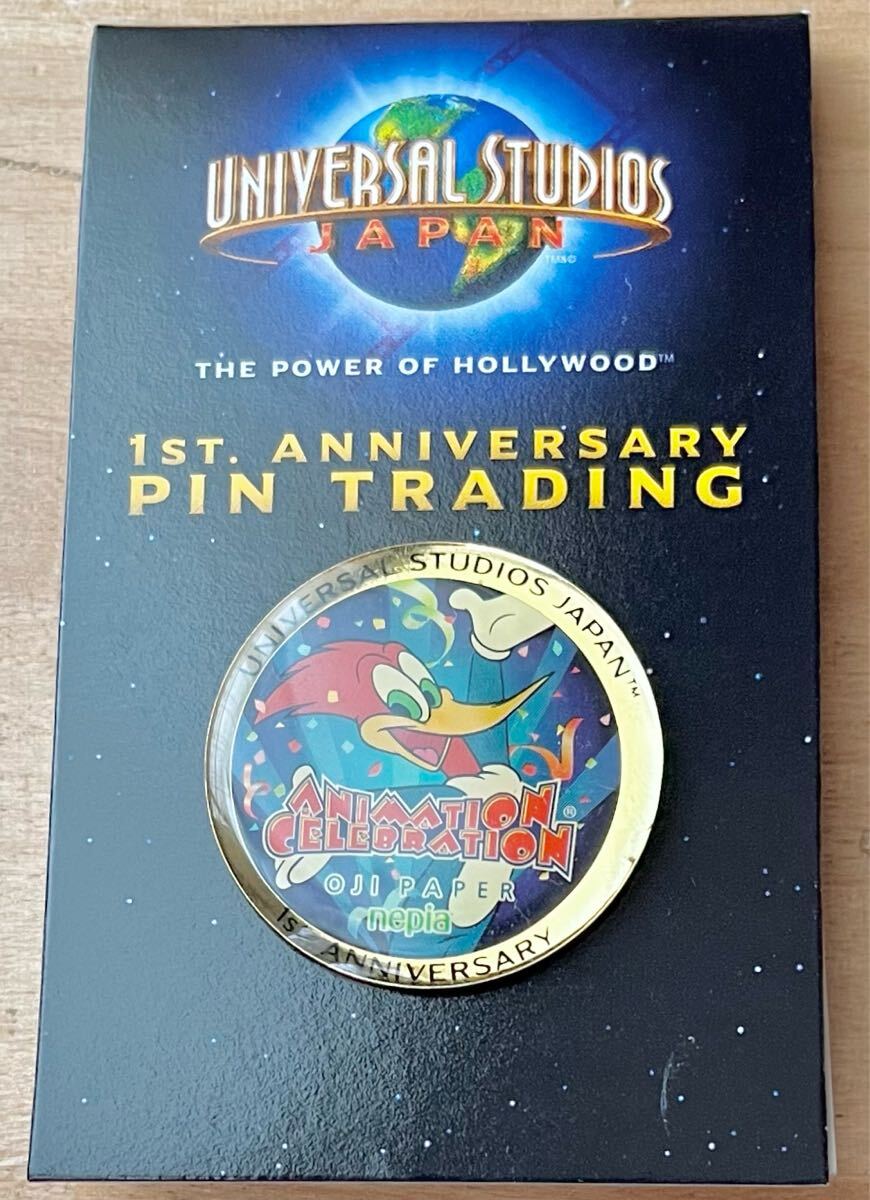 UNIVERSAL STUDIOS
JAPAN
TM&©
THE POWER OF HOLLYWOOD™
1ST. ANNIVERSARY
PIN TRADING
UNIVERSAL STUDIOS JAPAN™
ANIMATION
CELEBRATION®
OJI PAPER
nepia
1st ANNIVERSARY